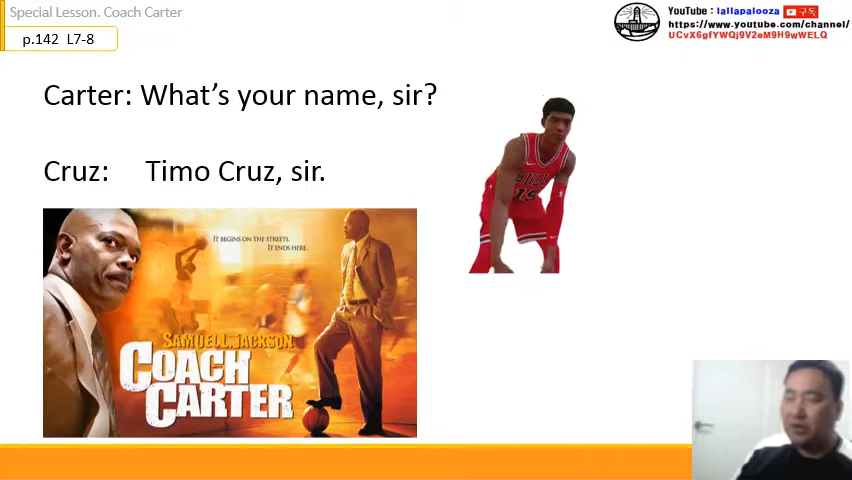 Special Lesson. Coach Carter
p.142 L7-8
YouTube : lallapalooza 구독
https://www.youtube.com/channel/
UCvX6gfYWQj9V2eM9H9wWELQ
Carter: What's your name, sir?
Cruz: Timo Cruz, sir.
IT BEGINS ON THE STREETS.
IT ENDS HERE.
SAMUEL L. JACKSON
COACH
CARTER
BULLS